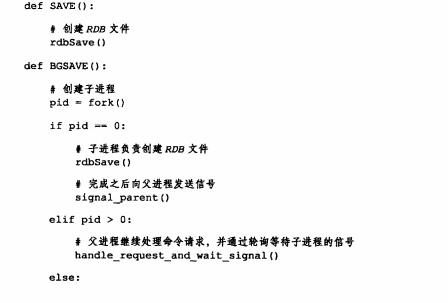 def SAVE():
# 创建 RDB 文件
rdbSave()
def BGSAVE():
# 创建子进程
pid = fork()
if pid == 0:
# 子进程负责创建 RDB 文件
rdbSave()
# 完成之后向父进程发送信号
signal_parent()
elif pid > 0:
# 父进程继续处理命令请求，并通过轮询等待子进程的信号
handle_request_and_wait_signal()
else: